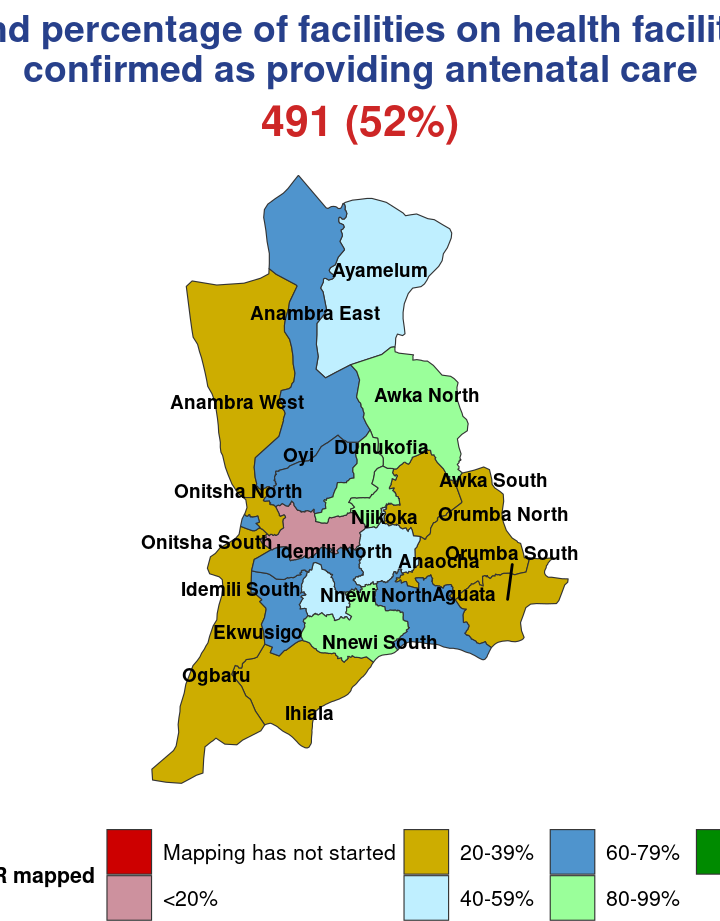 percentage of facilities on health
confirmed as providing antenatal care
491 (52%)
Ayamelum
Anambra East
Awka North
Anambra West
Dunukofia
Oyi
Awka South
Onitsha North
Orumba North
Njikoka
Onitsha South
Idemili North
Orumba South
Anaocha
Idemili South
Nnewi North
Aguata
Ekwusigo
Nnewi South
Ogbaru
Ihiala
mapped
Mapping has not started
20-39%
60-79%
<20%
40-59%
80-99%